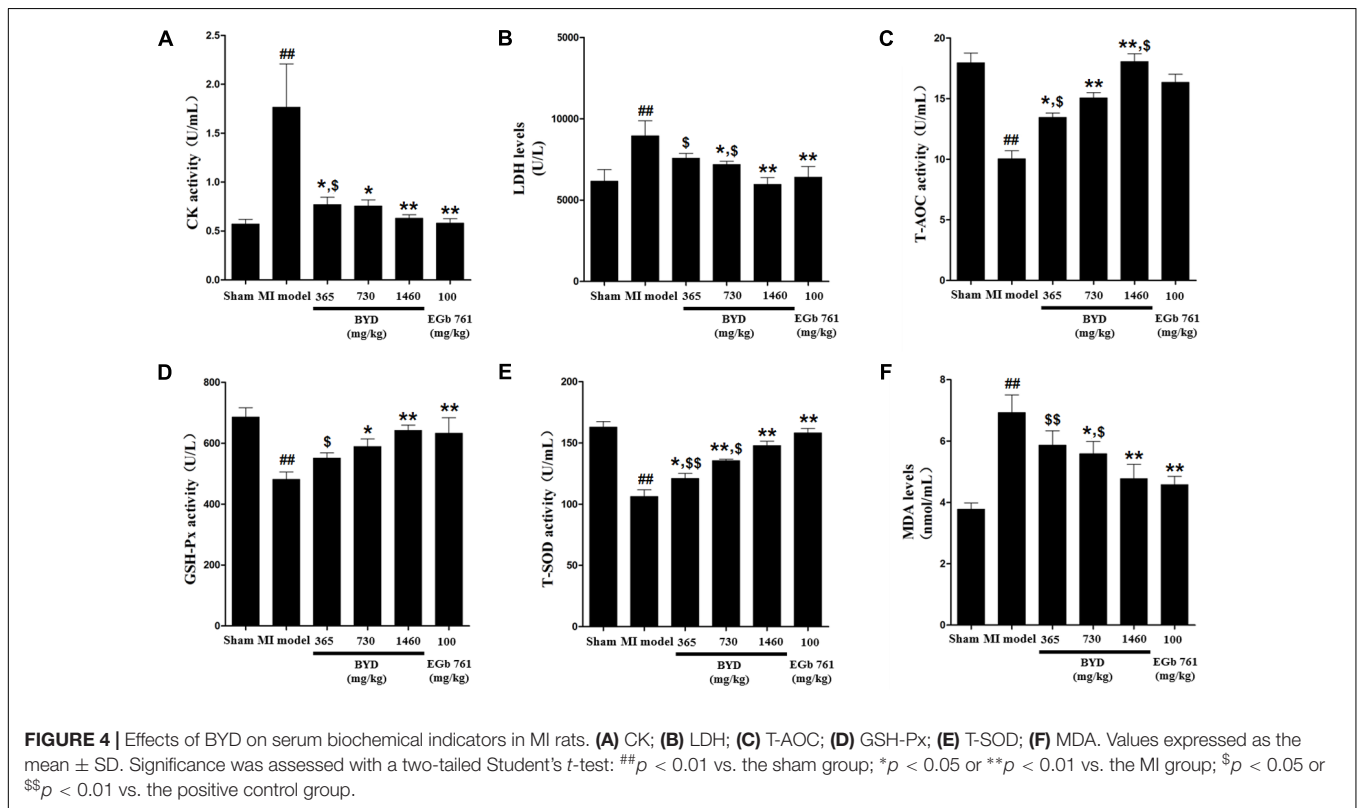 A
CK activity (U/mL)
2.5
2.0
1.5
1.0
0.5
0.0
##
*,$
*
**
**
Sham MI model 365 730 1460 100
BYD EGb 761
(mg/kg) (mg/kg)
B
LDH levels
(U/L)
5000
10000
5000
0
##
$
*,$
**
**
Sham MI model 365 730 1460 100
BYD EGb 761
(mg/kg) (mg/kg)
C
T-AOC activity (U/mL)
20
15
10
5
0
##
*,$
**
**,$
Sham MI model 365 730 1460 100
BYD EGb 761
(mg/kg) (mg/kg)
D
GSH-Px activity (U/L)
800
600
400
200
0
##
$
*
**
**
Sham MI model 365 730 1460 100
BYD EGb 761
(mg/kg) (mg/kg)
E
T-SOD activity (U/mL)
200
150
100
50
0
##
*,$$
**,$
**
**
Sham MI model 365 730 1460 100
BYD EGb 761
(mg/kg) (mg/kg)
F
MDA levels
(nmol/mL)
8
6
4
2
0
##
$$
*,$
**
**
Sham MI model 365 730 1460 100
BYD EGb 761
(mg/kg) (mg/kg)
FIGURE 4 | Effects of BYD on serum biochemical indicators in MI rats. (A) CK; (B) LDH; (C) T-AOC; (D) GSH-Px; (E) T-SOD; (F) MDA. Values expressed as the
mean ± SD. Significance was assessed with a two-tailed Student's t-test: ##p < 0.01 vs. the sham group; *p < 0.05 or **p < 0.01 vs. the MI group; $p < 0.05 or
$$p < 0.01 vs. the positive control group.